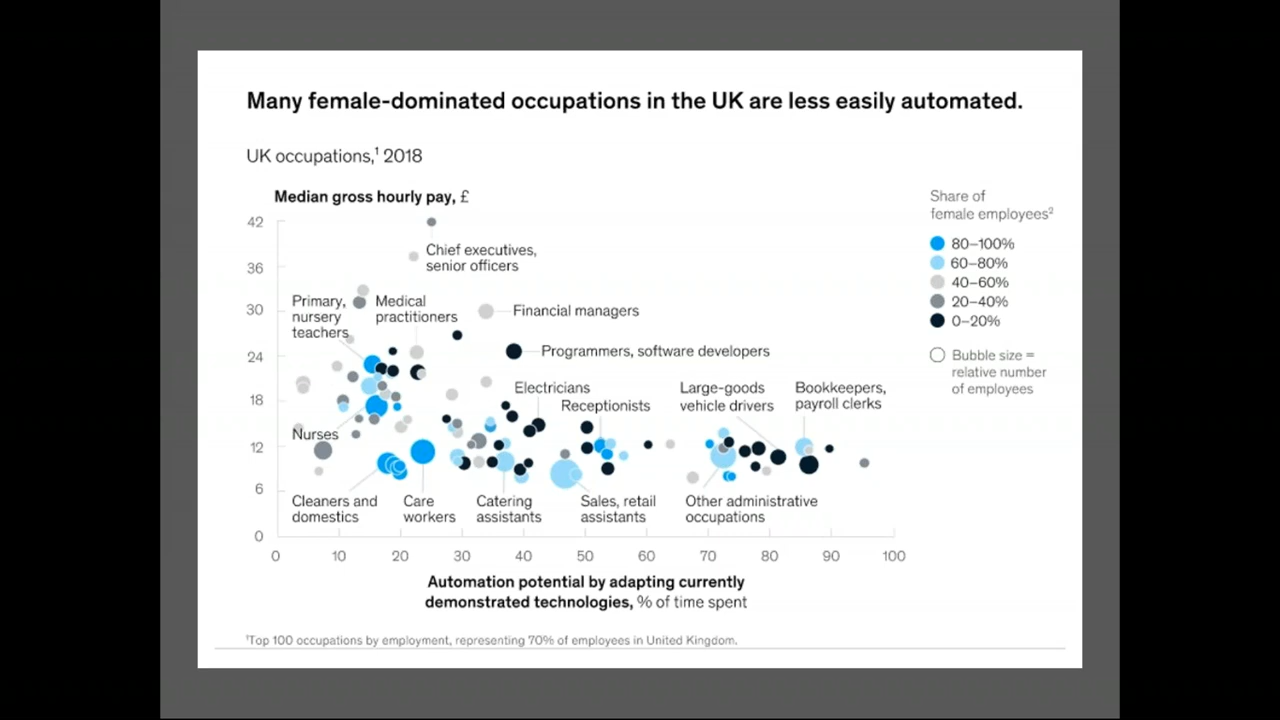 Many female-dominated occupations in the UK are less easily automated.
UK occupations,¹ 2018
Median gross hourly pay, £
42
36
30
24
18
12
6
0
0 10 20 30 40 50 60 70 80 90 100
Chief executives,
senior officers
Primary,
nursery
teachers
Medical
practitioners
Financial managers
Programmers, software developers
Electricians
Receptionists
Large-goods
vehicle drivers
Bookkeepers,
payroll clerks
Nurses
Cleaners and
domestics
Care
workers
Catering
assistants
Sales, retail
assistants
Other administrative
occupations
Automation potential by adapting currently
demonstrated technologies, % of time spent
Share of
female employees²
80–100%
60–80%
40–60%
20–40%
0–20%
Bubble size =
relative number
of employees
¹Top 100 occupations by employment, representing 70% of employees in United Kingdom.